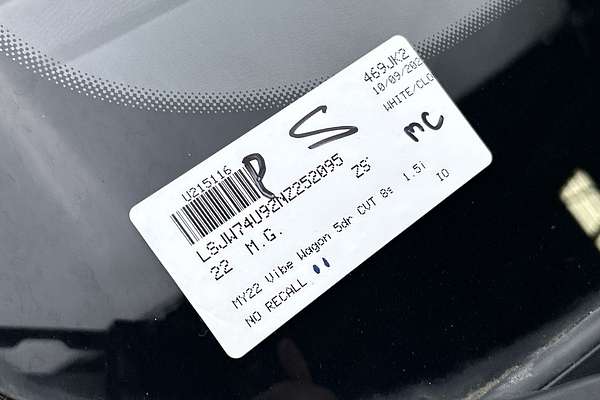 469JK2
10/09/202
WHITE/CLO
U215116
P S MC
LSJW74U92NZ252095 ZS'
22 M.G.
MY22 Vibe Wagon 5dr CVT 8s 1.5i IO
NO RECALL